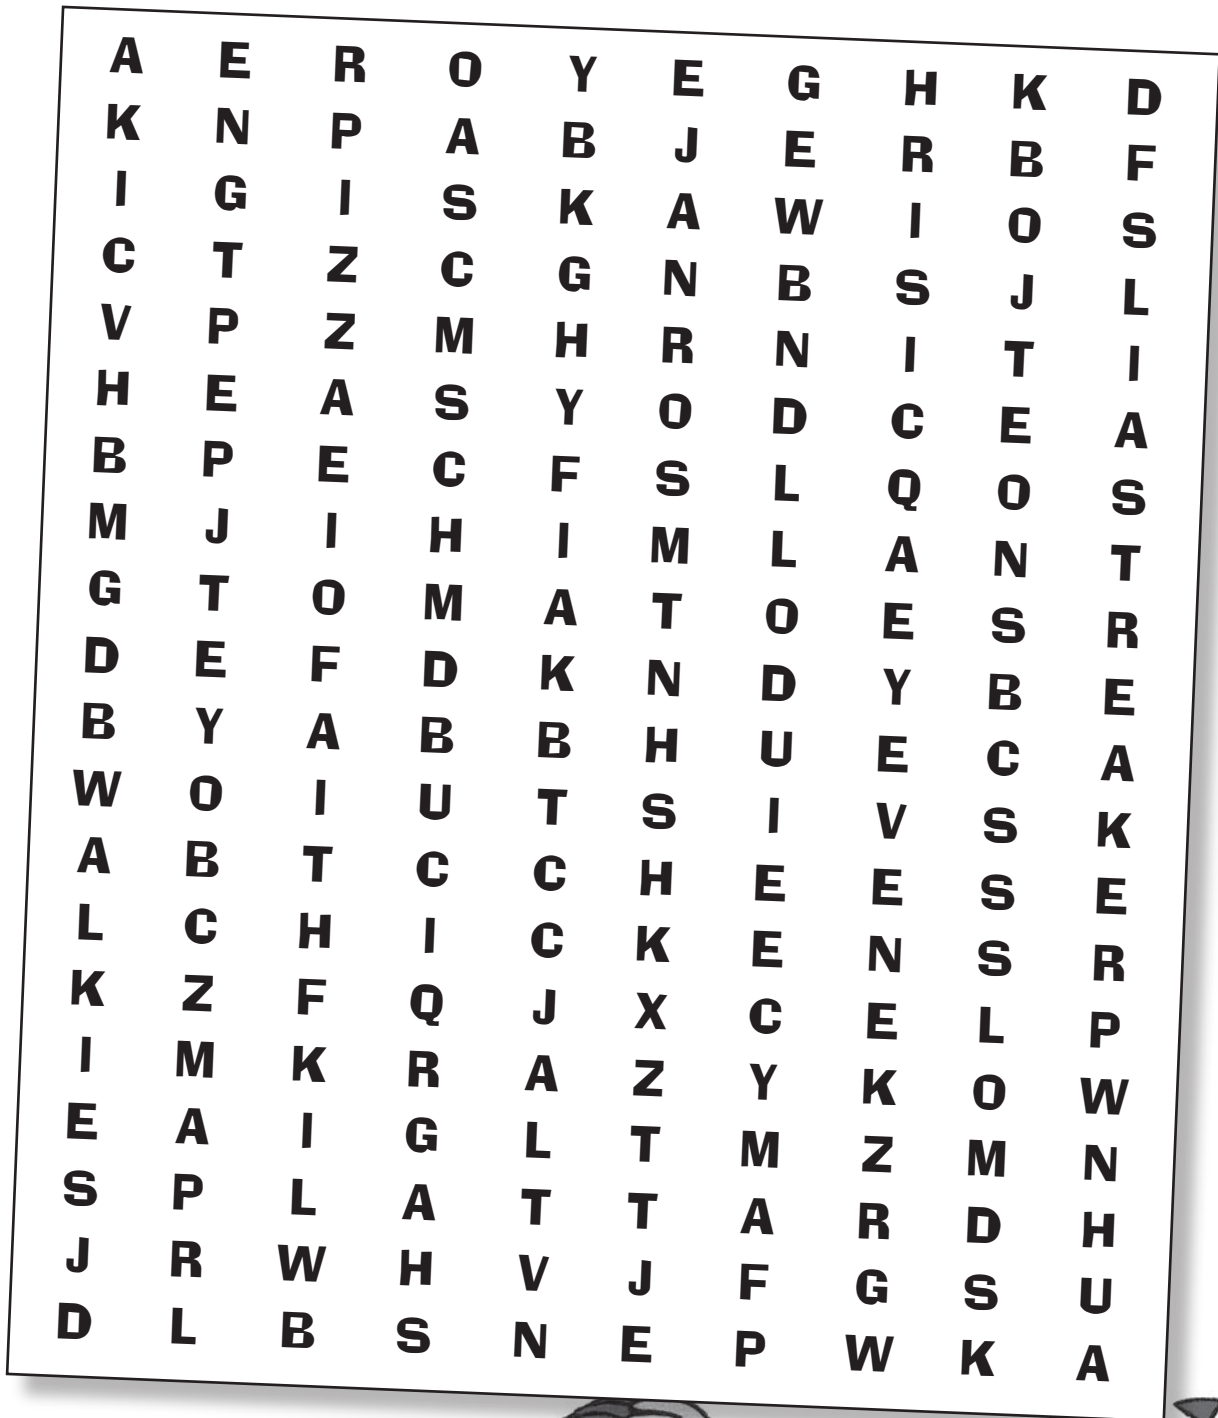 A E R O Y E G H K D
K N P A B J E R B F
I G I S K A W I O S
C T Z C G N B S J L
V P Z M H R N I T I
H E A S Y O D C E A
B P E C F S L Q O S
M J I H I M L A N T
G T O M A T O E S R
D E F D K N D Y B E
B Y A B B H U E C A
W O I U T S I V S K
A B T C C H E E S E
L C H I C K E N S R
K Z F Q J X C E L P
I M K R A Z Y K O W
E A I G L T M Z M N
S P L A T T A R D H
J R W H V J F G S U
D L B S N E P W K A